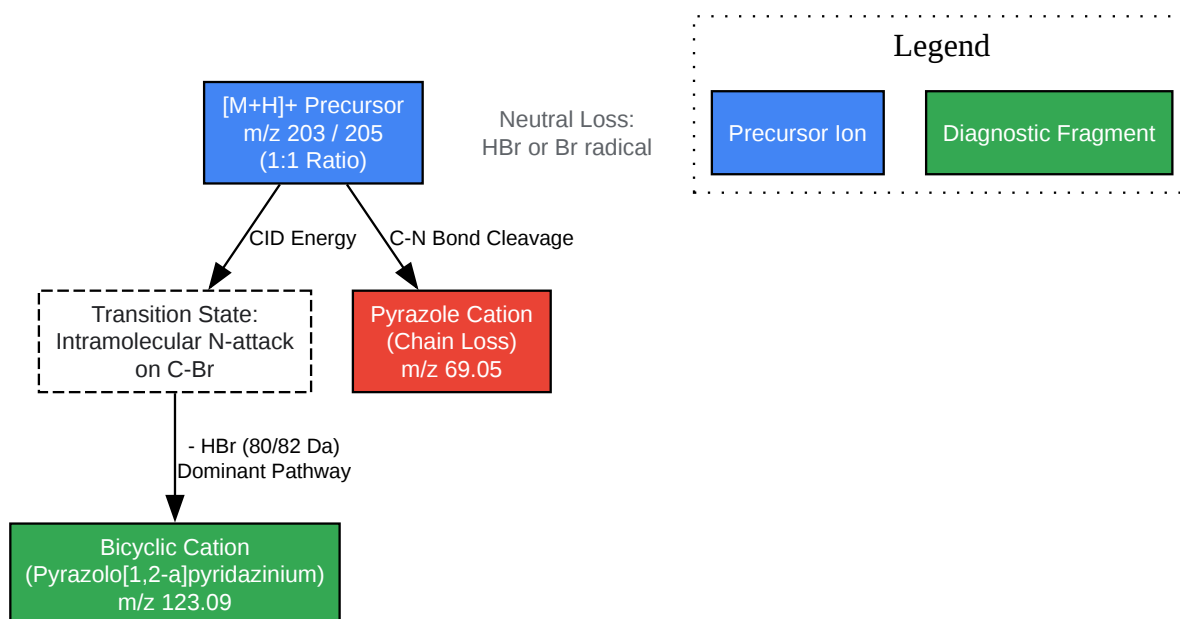 Legend
[M+H]+ Precursor
m/z 203 / 205
(1:1 Ratio)
Neutral Loss:
HBr or Br radical
Precursor Ion
Diagnostic Fragment
CID Energy
C-N Bond Cleavage
Transition State:
Intramolecular N-attack
on C-Br
Pyrazole Cation
(Chain Loss)
m/z 69.05
- HBr (80/82 Da)
Dominant Pathway
Bicyclic Cation
(Pyrazolo[1,2-a]pyridazinium)
m/z 123.09